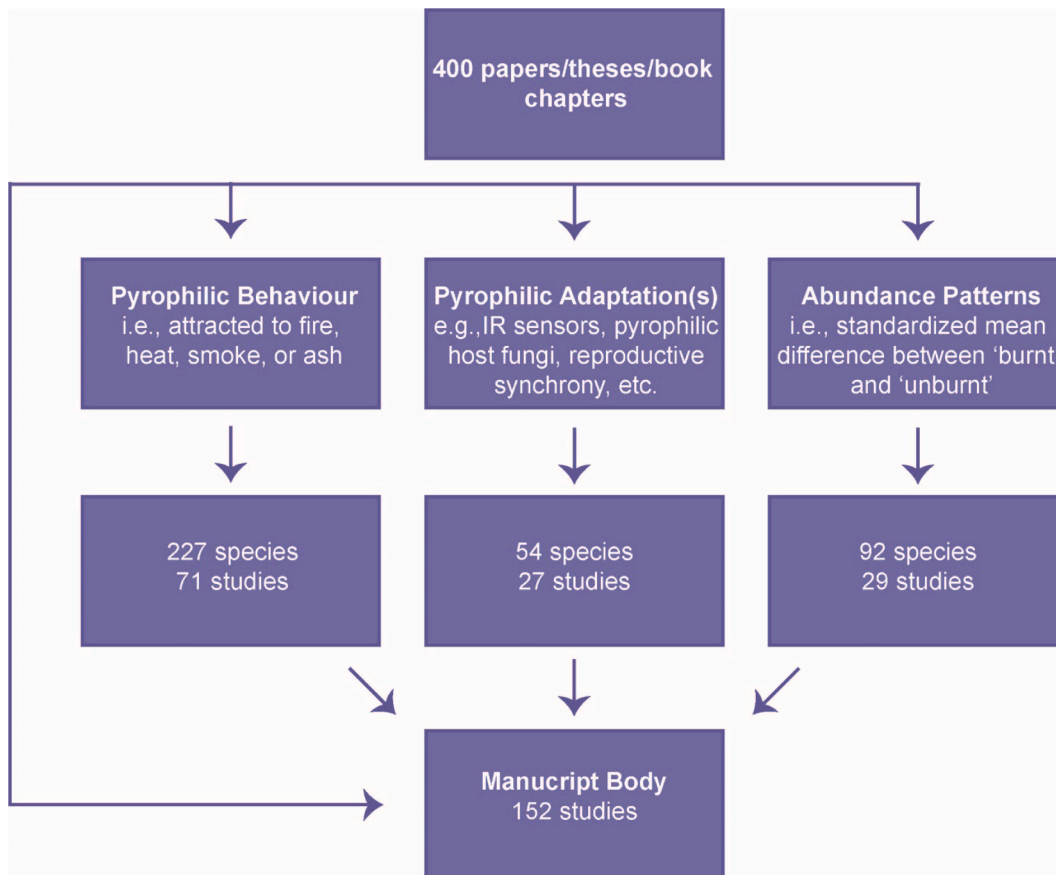 400 papers/theses/book
chapters
Pyrophilic Behaviour
i.e., attracted to fire,
heat, smoke, or ash
Pyrophilic Adaptation(s)
e.g.,IR sensors, pyrophilic
host fungi, reproductive
synchrony, etc.
Abundance Patterns
i.e., standardized mean
difference between ‘burnt’
and ‘unburnt’
227 species
71 studies
54 species
27 studies
92 species
29 studies
Manucript Body
152 studies